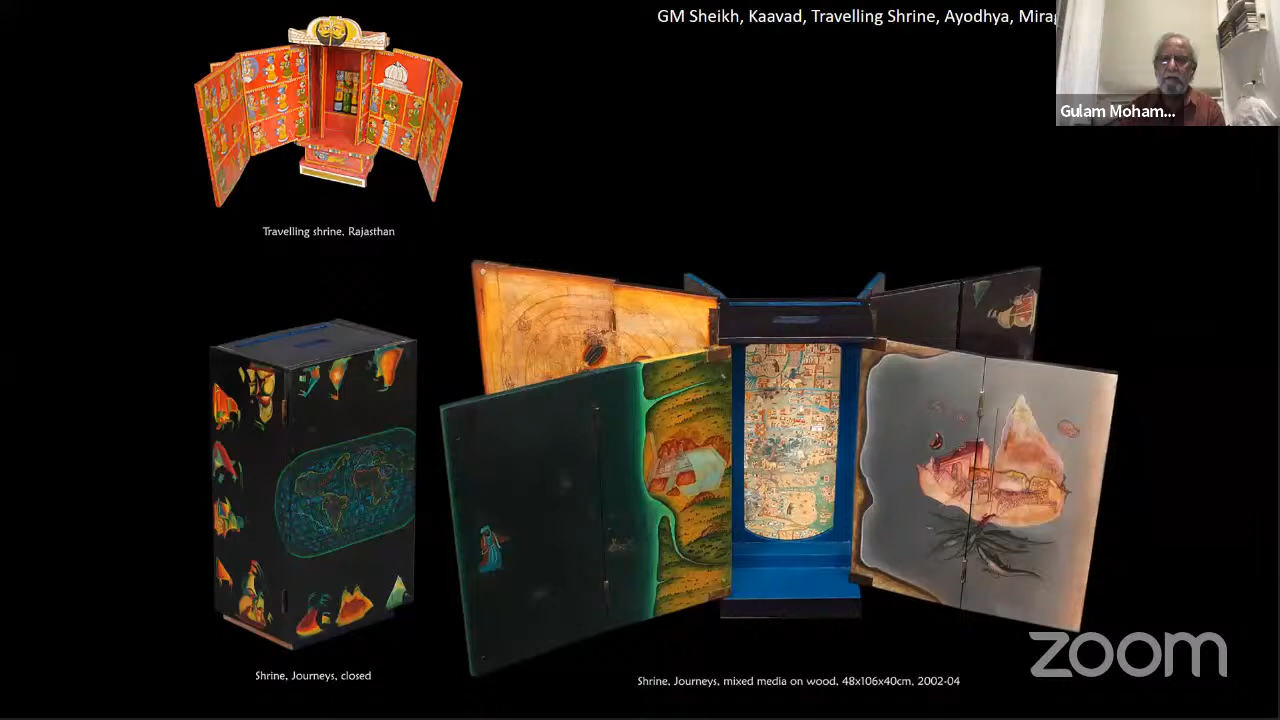 GM Sheikh, Kaavad, Travelling Shrine, Ayodhya, Mirag
Gulam Moham...
Travelling shrine, Rajasthan
Shrine, Journeys, closed
Shrine, Journeys, mixed media on wood, 48x106x40cm, 2002-04
zoom